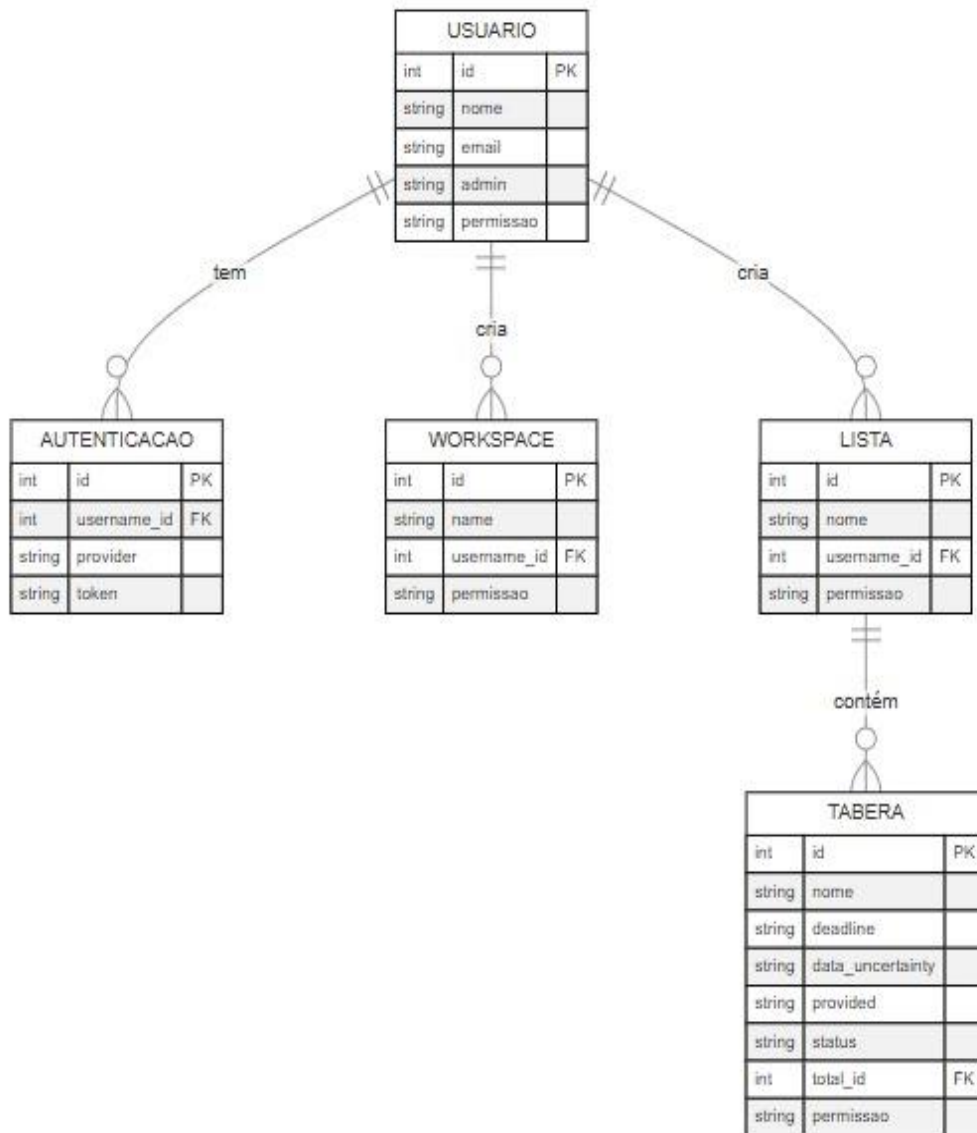 USUARIO
int id PK
string nome
string email
string admin
string permissao
tem
cria
cria
AUTENTICACAO
int id PK
int username_id FK
string provider
string token
WORKSPACE
int id PK
string name
int username_id FK
string permissao
LISTA
int id PK
string nome
int username_id FK
string permissao
contém
TABERA
int id PK
string nome
string deadline
string data_uncertainty
string provided
string status
int total_id FK
string permissao